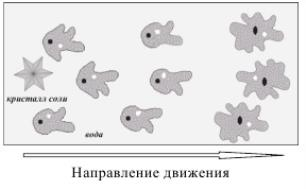 кристалл соли
вода
Направление движения